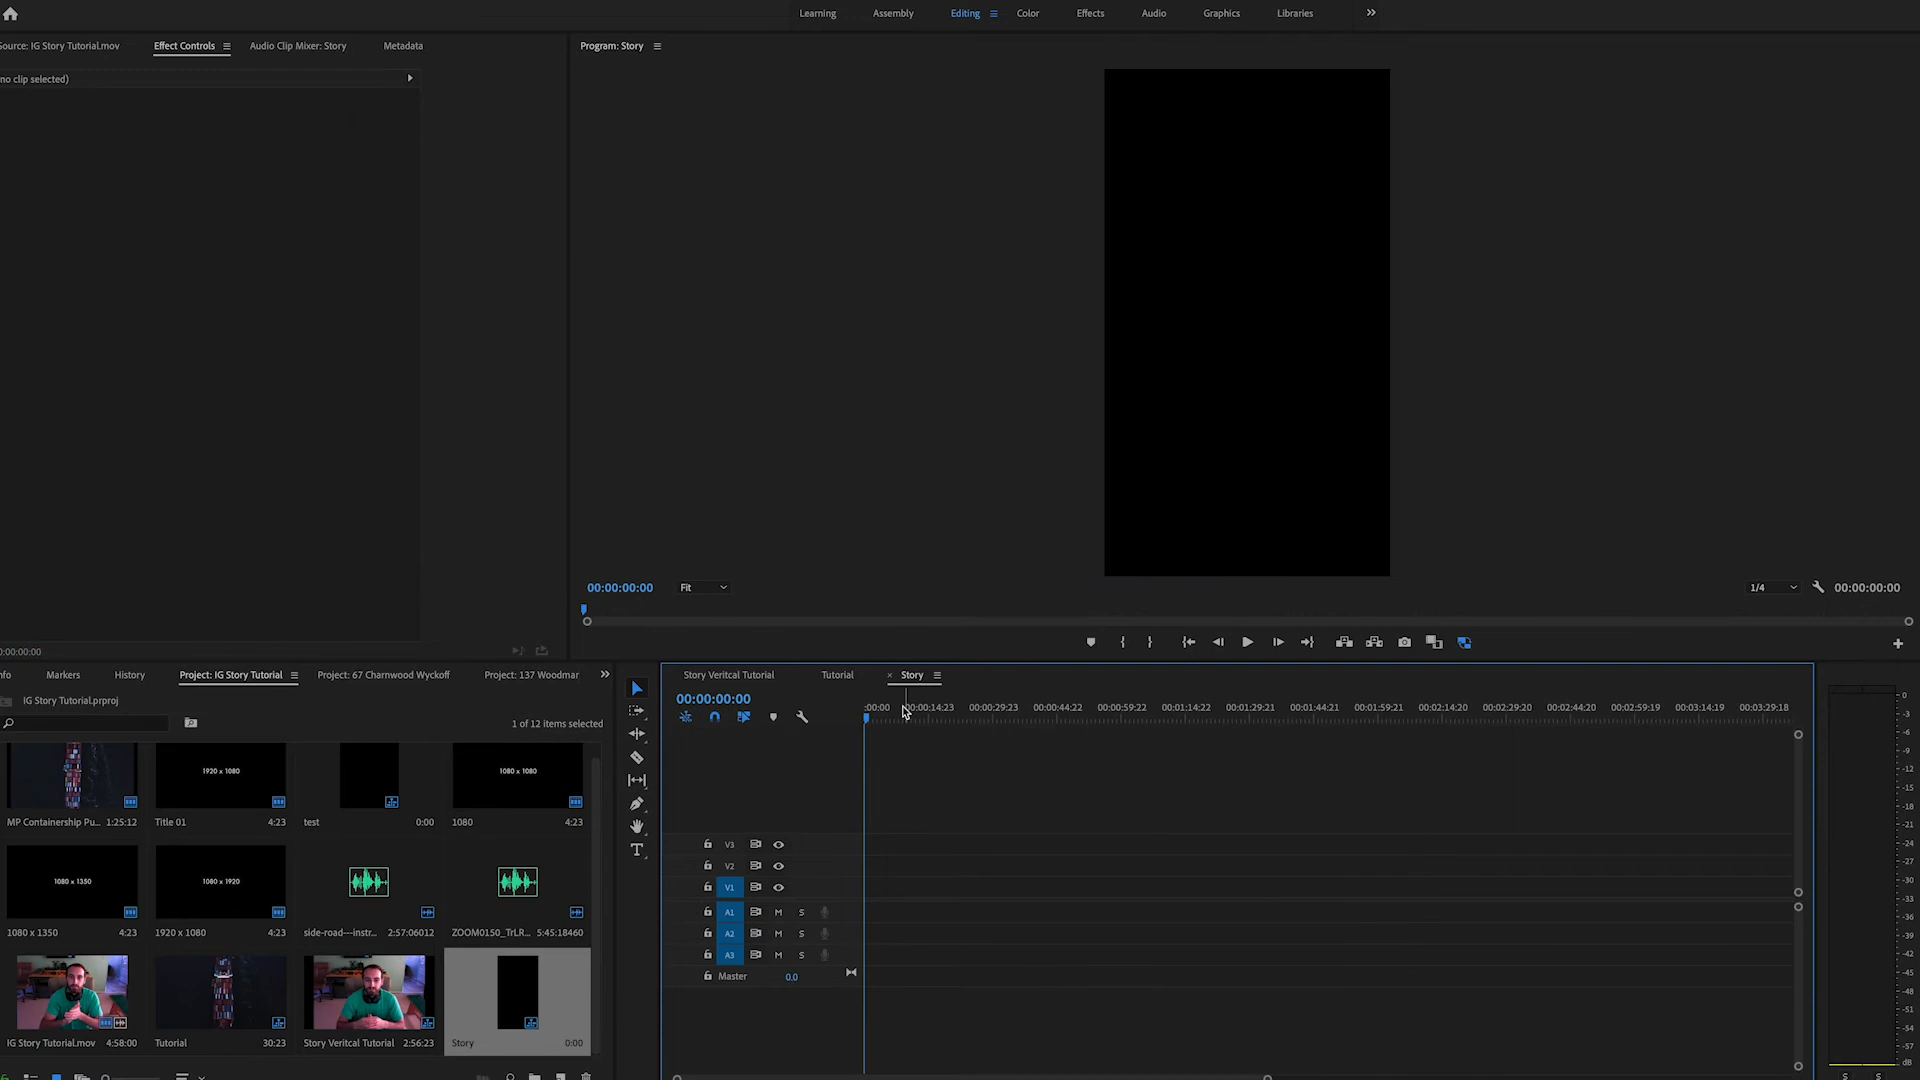 Learning Assembly Editing Color Effects Audio Graphics Libraries
Source: IG Story Tutorial.mov Effect Controls Audio Clip Mixer: Story Metadata
Program: Story
no clip selected)
00:00:00:00 Fit 1/4 00:00:00:00
0:00:00:00
nfo Markers History Project: IG Story Tutorial Project: 67 Charnwood Wyckoff Project: 137 Woodmar
IG Story Tutorial.prproj
1 of 12 items selected
1920 x 1080
1080 x 1080
MP Containership Pu... 1:25:12 Title 01 4:23 test 0:00 1080 4:23
1080 x 1350
1080 x 1920
1080 x 1350 4:23 1920 x 1080 4:23 side-road---instr... 2:57:06012 ZOOM0150_TrLR... 5:45:18460
IG Story Tutorial.mov 4:58:00 Tutorial 30:23 Story Veritcal Tutorial 2:56:23 Story 0:00
T
Story Veritcal Tutorial Tutorial × Story
00:00:00:00
:00:00 00:00:14:23 00:00:29:23 00:00:44:22 00:00:59:22 00:01:14:22 00:01:29:21 00:01:44:21 00:01:59:21 00:02:14:20 00:02:29:20 00:02:44:20 00:02:59:19 00:03:14:19 00:03:29:18
V3
V2
V1
A1 M S
A2 M S
A3 M S
Master 0.0
0
-3
-6
-9
-12
-15
-18
-21
-24
-27
-30
-33
-36
-39
-42
-45
-48
-51
-54
-57
dB
S S